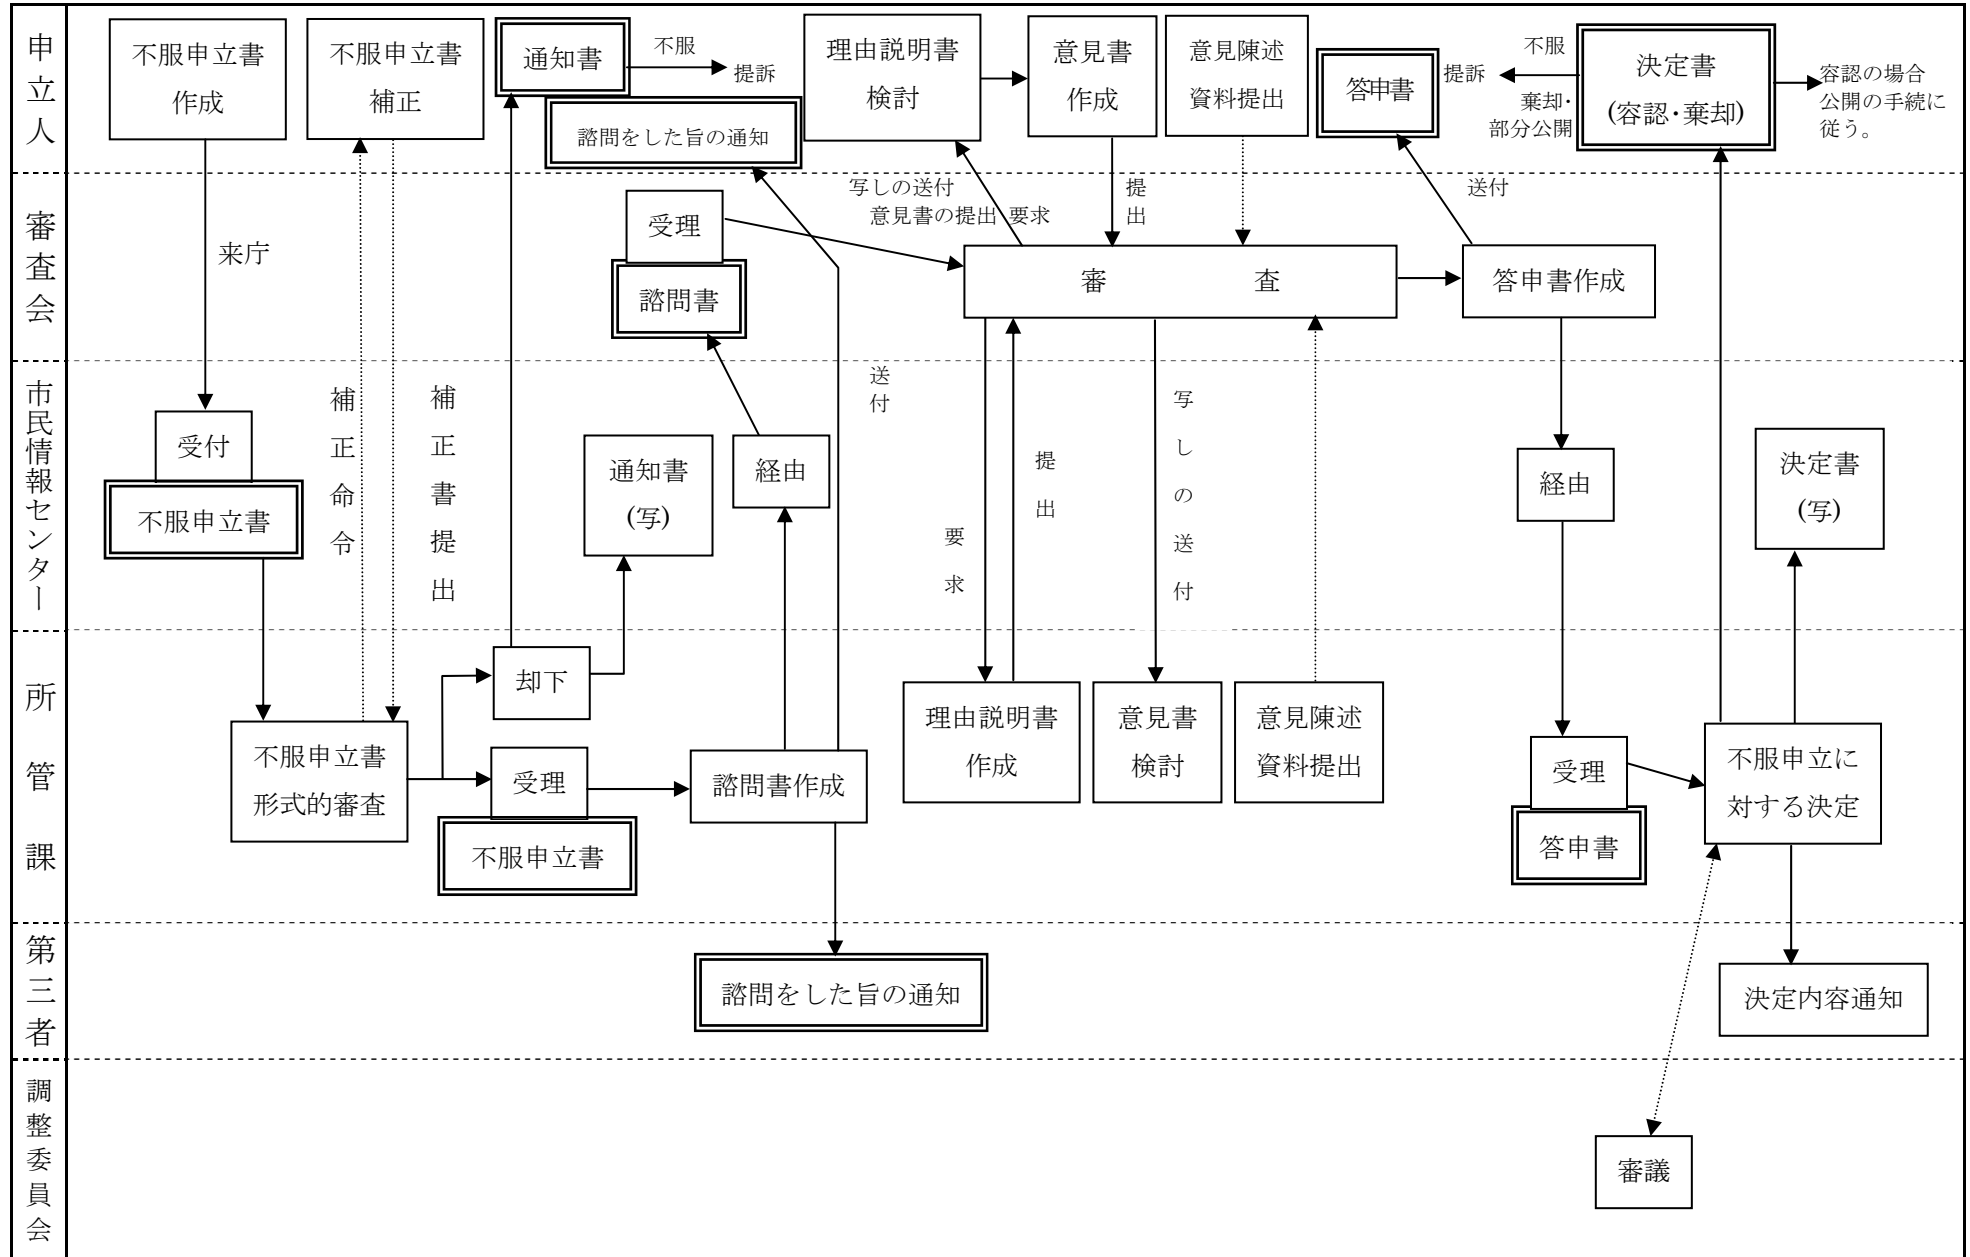 申立人
不服申立書
作成
不服申立書
補正
通知書
不服
提訴
諮問をした旨の通知
理由説明書
検討
意見書
作成
意見陳述
資料提出
答申書
提訴
不服
棄却・
部分公開
決定書
(容認・棄却)
容認の場合
公開の手続に
従う。
審査会
来庁
受理
諮問書
写しの送付
意見書の提出 要求
提出
審査
送付
答申書作成
市民情報センター
受付
不服申立書
補正命令
補正書提出
通知書
(写)
経由
送付
要求
提出
写しの送付
経由
決定書
(写)
所管課
不服申立書
形式的審査
却下
受理
不服申立書
諮問書作成
理由説明書
作成
意見書
検討
意見陳述
資料提出
受理
答申書
不服申立に
対する決定
第三者
諮問をした旨の通知
決定内容通知
調整委員会
審議